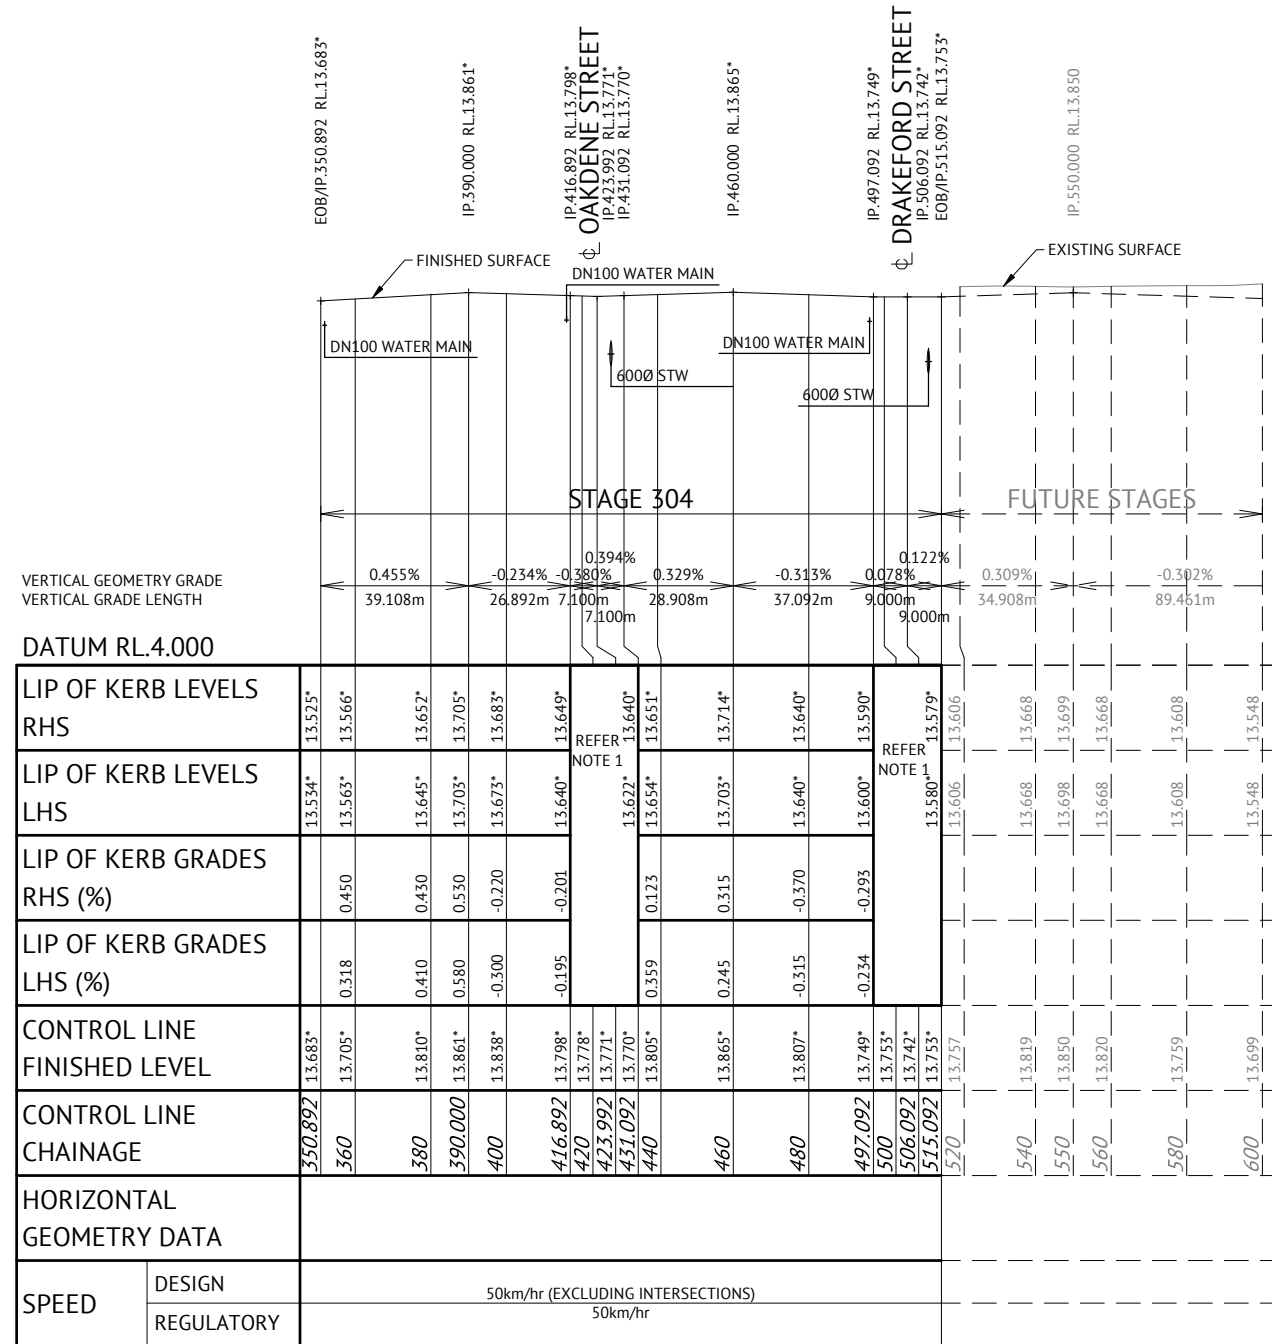 EOB/IP.350.892 RL.13.683*
IP.390.000 RL.13.861*
IP.416.892 RL.13.798*
OAKDENE STREET
IP.423.992 RL.13.771*
IP.431.092 RL.13.770*
IP.460.000 RL.13.865*
IP.497.092 RL.13.749*
DRAKEFORD STREET
IP.506.092 RL.13.742*
EOB/IP.515.092 RL.13.753*
IP.550.000 RL.13.850
FINISHED SURFACE
DN100 WATER MAIN
EXISTING SURFACE
DN100 WATER MAIN
DN100 WATER MAIN
600Ø STW
600Ø STW
STAGE 304
FUTURE STAGES
VERTICAL GEOMETRY GRADE 0.455% -0.234% -0.380% 0.394% 0.329% -0.313% 0.078% 0.122% 0.309% -0.302%
VERTICAL GRADE LENGTH 39.108m 26.892m 7.100m 7.100m 28.908m 37.092m 9.000m 9.000m 34.908m 89.461m
DATUM RL.4.000
LIP OF KERB LEVELS
RHS
13.525* 13.566* 13.652* 13.705* 13.683* 13.649* 13.640* 13.651* 13.714* 13.640* 13.590* 13.579* 13.606 13.668 13.699 13.668 13.608 13.548
REFER
NOTE 1
REFER
NOTE 1
LIP OF KERB LEVELS
LHS
13.534* 13.563* 13.645* 13.703* 13.673* 13.640* 13.622* 13.654* 13.703* 13.640* 13.600* 13.580* 13.606 13.668 13.698 13.668 13.608 13.548
LIP OF KERB GRADES
RHS (%)
0.450 0.430 0.530 -0.220 -0.201 0.123 0.315 -0.370 -0.293
LIP OF KERB GRADES
LHS (%)
0.318 0.410 0.580 -0.300 -0.195 0.359 0.245 -0.315 -0.234
CONTROL LINE
FINISHED LEVEL
13.683* 13.705* 13.810* 13.861* 13.838* 13.798* 13.778* 13.771* 13.770* 13.805* 13.865* 13.807* 13.749* 13.753* 13.742* 13.753* 13.757 13.819 13.850 13.820 13.759 13.699
CONTROL LINE
CHAINAGE
350.892 360 380 390.000 400 416.892 420 423.992 431.092 440 460 480 497.092 500 506.092 515.092 520 540 550 560 580 600
HORIZONTAL
GEOMETRY DATA
SPEED
DESIGN
50km/hr (EXCLUDING INTERSECTIONS)
REGULATORY
50km/hr